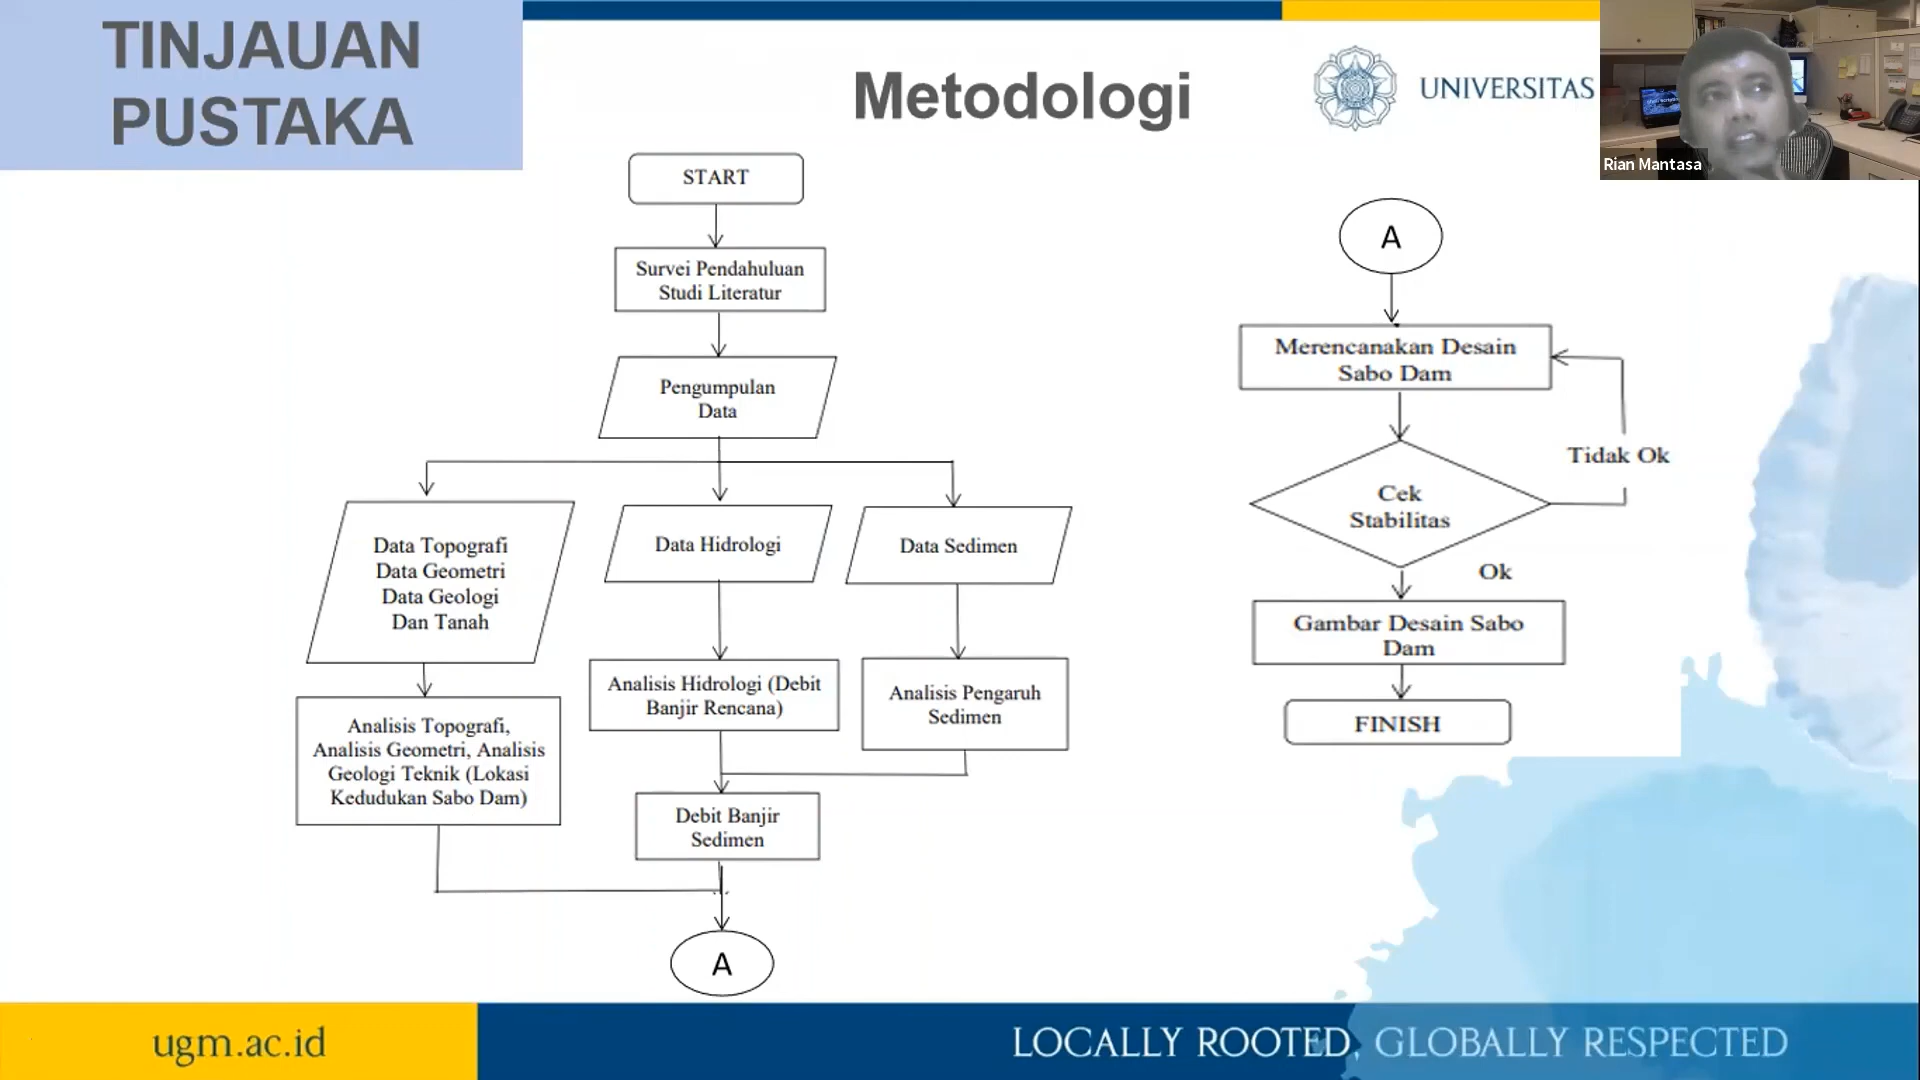 TINJAUAN
PUSTAKA
Metodologi
UNIVERSITAS
Rian Mantasa
START
Survei Pendahuluan
Studi Literatur
Pengumpulan
Data
Data Topografi
Data Geometri
Data Geologi
Dan Tanah
Data Hidrologi
Data Sedimen
Analisis Topografi,
Analisis Geometri, Analisis
Geologi Teknik (Lokasi
Kedudukan Sabo Dam)
Analisis Hidrologi (Debit
Banjir Rencana)
Analisis Pengaruh
Sedimen
Debit Banjir
Sedimen
A
A
Merencanakan Desain
Sabo Dam
Tidak Ok
Cek
Stabilitas
Ok
Gambar Desain Sabo
Dam
FINISH
ugm.ac.id
LOCALLY ROOTED, GLOBALLY RESPECTED